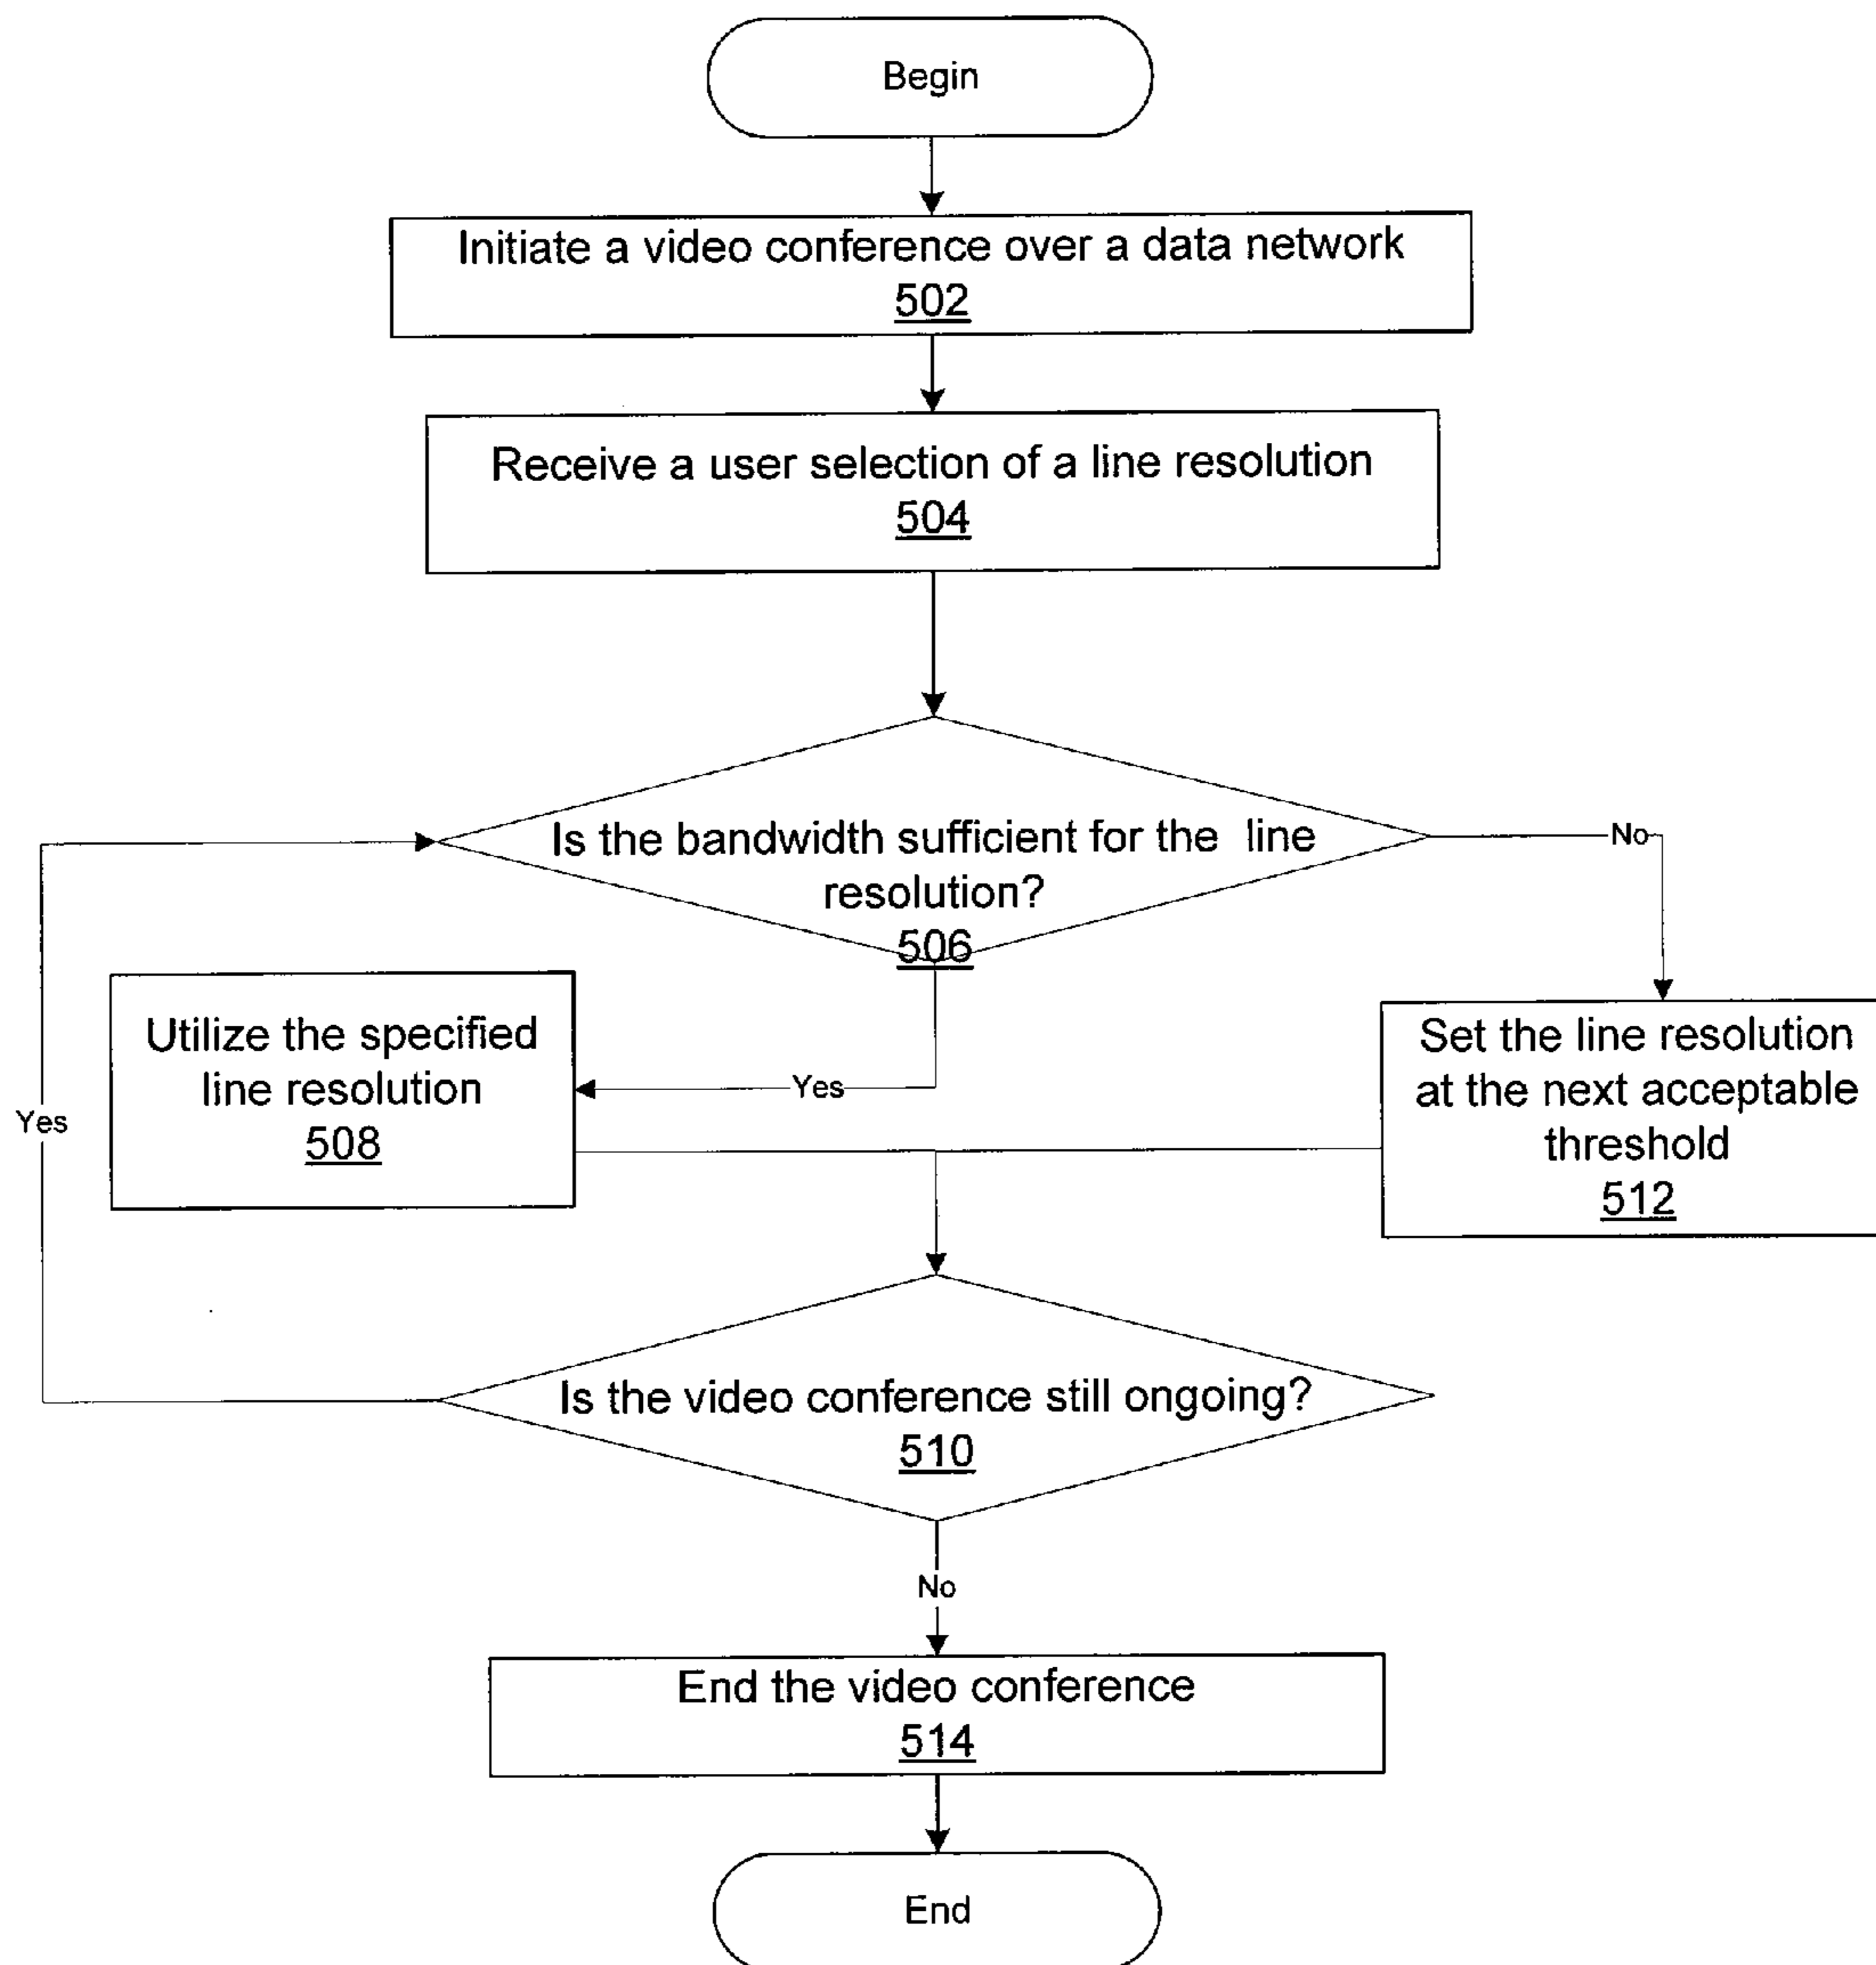 Begin
Initiate a video conference over a data network
502
Receive a user selection of a line resolution
504
Is the bandwidth sufficient for the line
resolution?
506
No
Utilize the specified
line resolution
508
Yes
Set the line resolution
at the next acceptable
threshold
512
Yes
Is the video conference still ongoing?
510
No
End the video conference
514
End